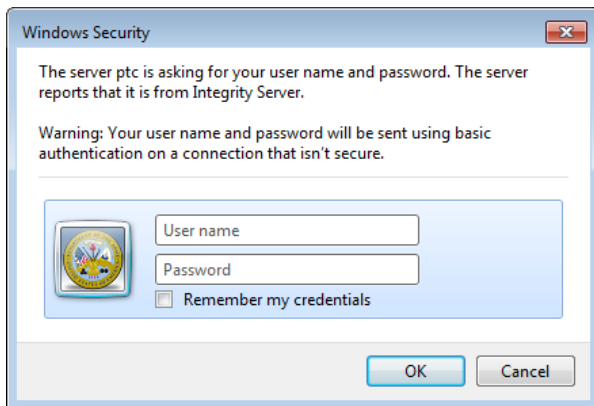 Windows Security
The server ptc is asking for your user name and password. The server
reports that it is from Integrity Server.
Warning: Your user name and password will be sent using basic
authentication on a connection that isn't secure.
User name
Password
Remember my credentials
OK
Cancel